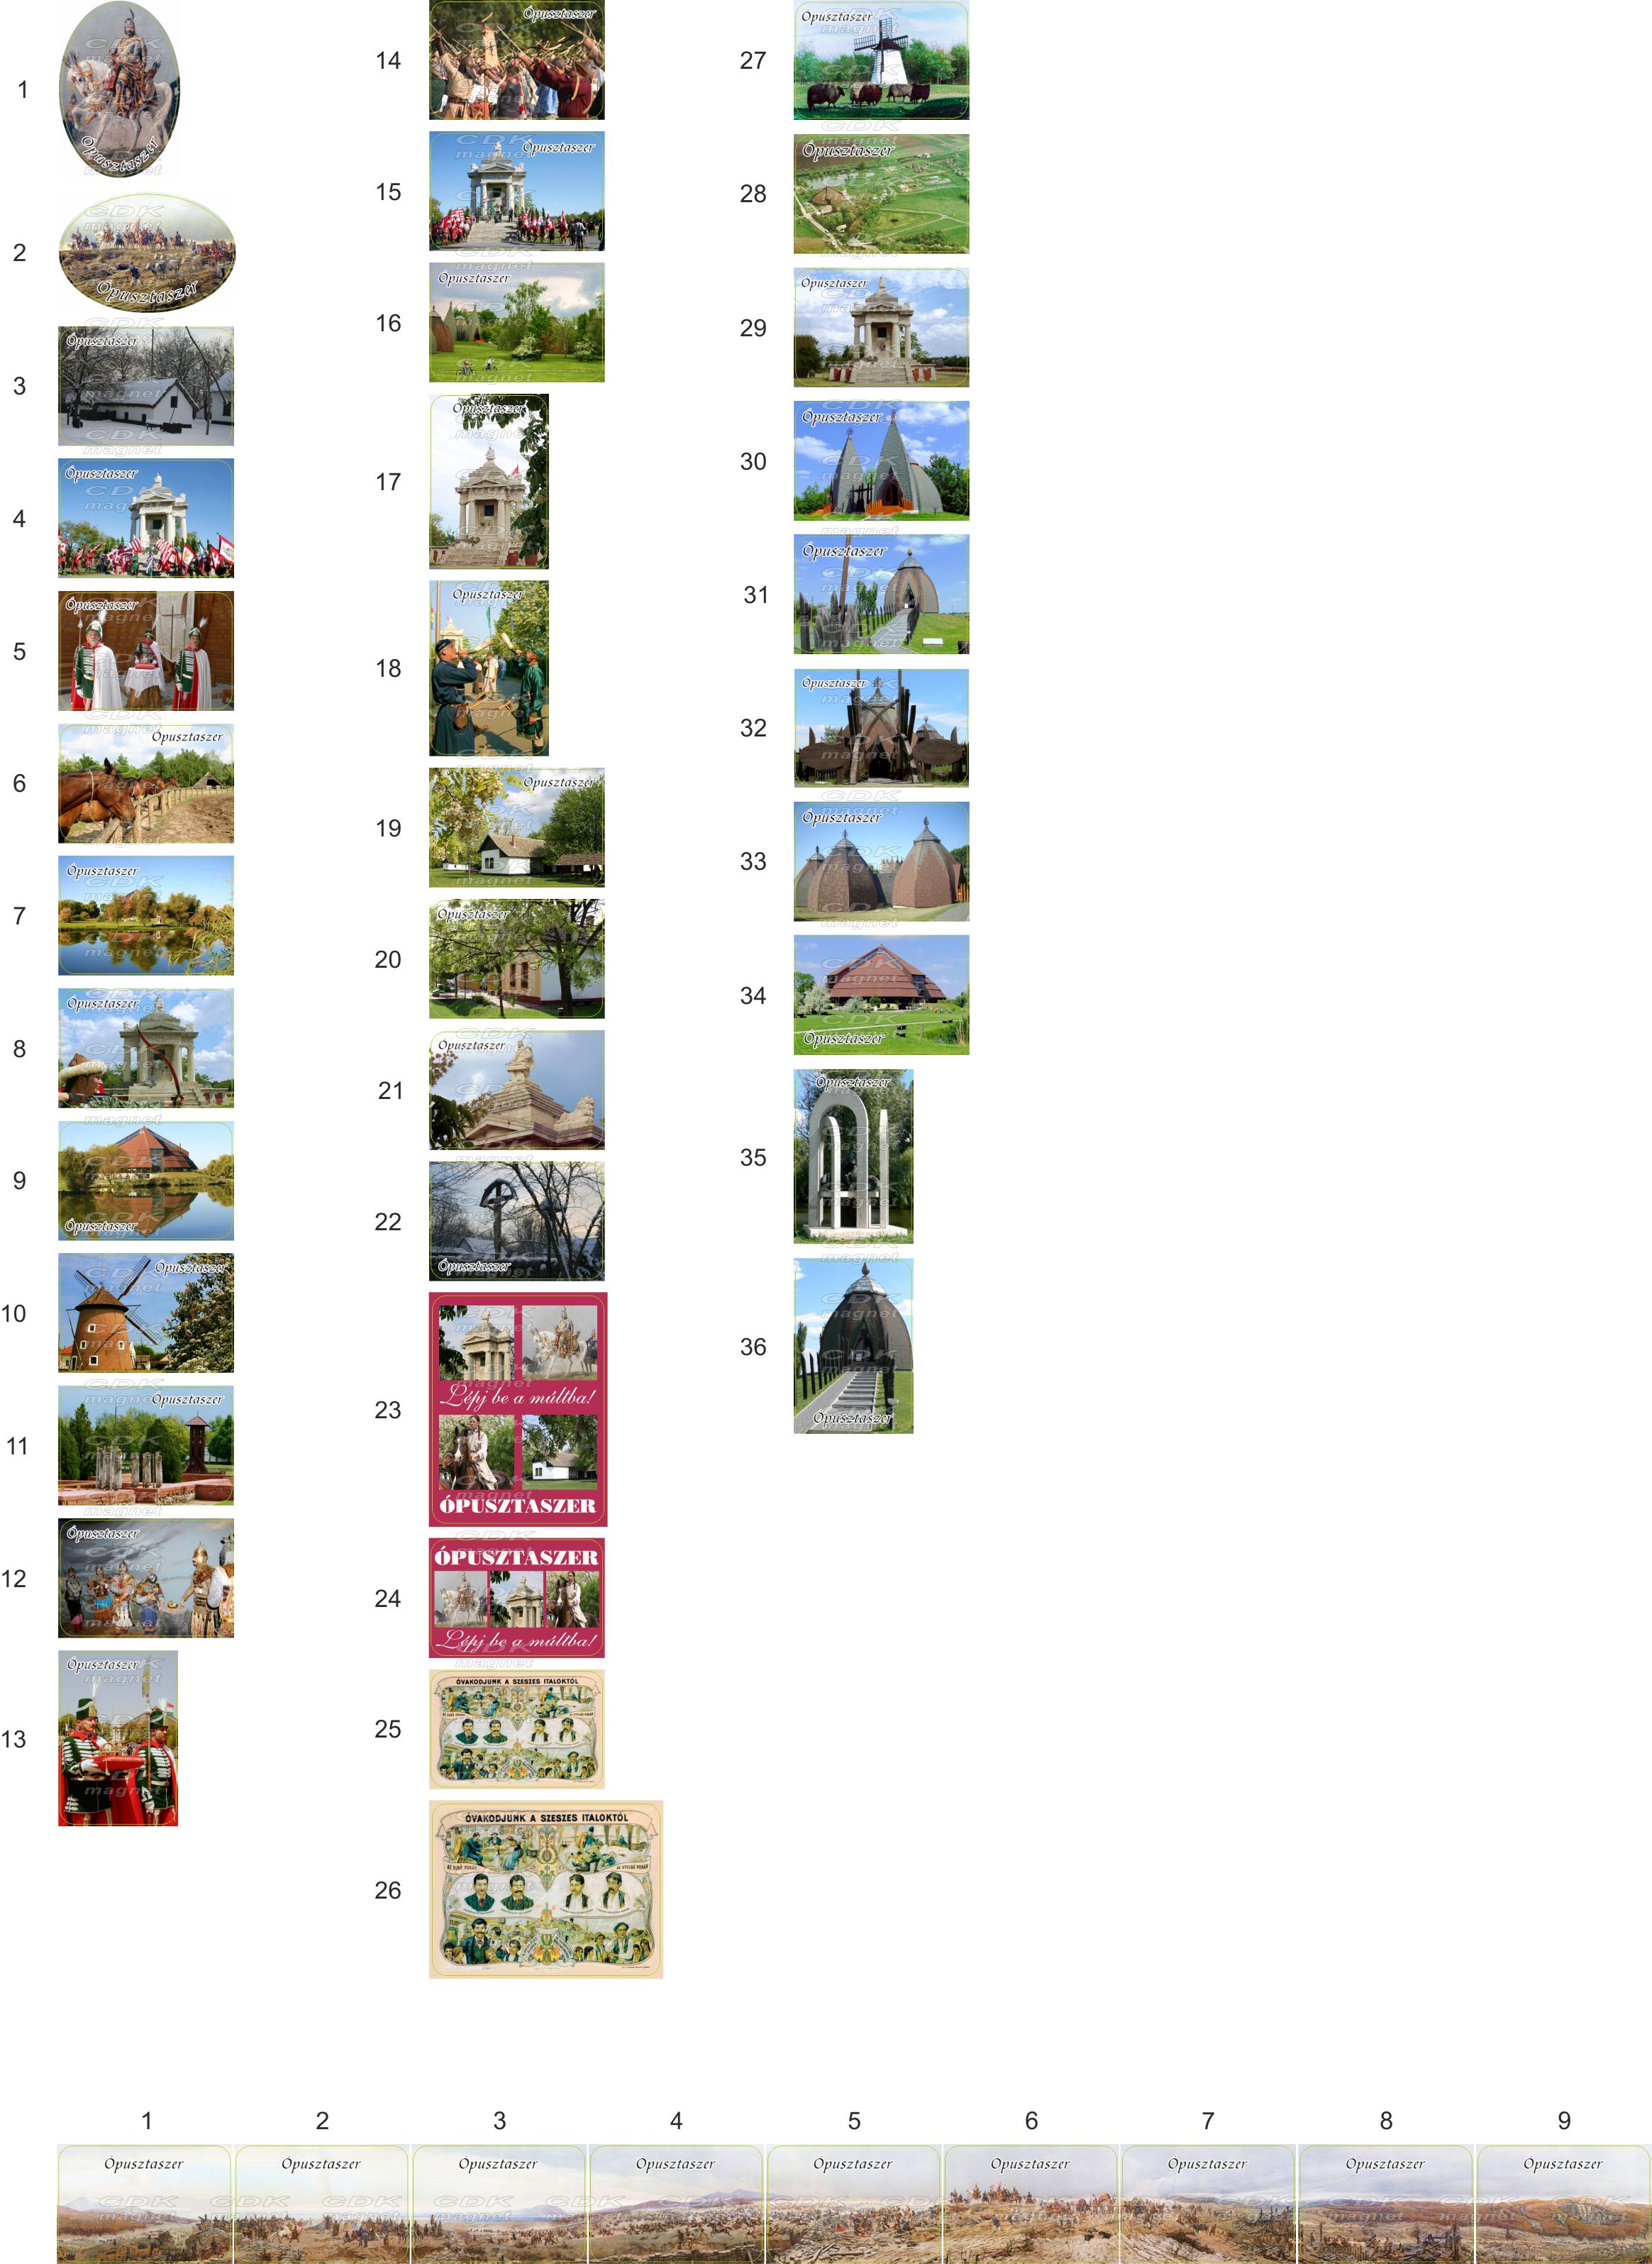 1
Ópusztaszer
2
Ópusztaszer
3
Ópusztaszer
4
Ópusztaszer
5
Ópusztaszer
6
Ópusztaszer
7
Ópusztaszer
8
Ópusztaszer
9
Ópusztaszer
10
Ópusztaszer
11
Ópusztaszer
12
Ópusztaszer
13
Ópusztaszer
14
Ópusztaszer
15
Ópusztaszer
16
Ópusztaszer
17
Ópusztaszer
18
Ópusztaszer
19
Ópusztaszer
20
Ópusztaszer
21
Ópusztaszer
22
Ópusztaszer
23
Lépj be a múltba!
ÓPUSZTASZER
24
ÓPUSZTASZER
Lépj be a múltba!
25
ÓVAKODJUNK A SZESZES ITALOKTÓL
26
ÓVAKODJUNK A SZESZES ITALOKTÓL
27
Ópusztaszer
28
Ópusztaszer
29
Ópusztaszer
30
Ópusztaszer
31
Ópusztaszer
32
Ópusztaszer
33
Ópusztaszer
34
Ópusztaszer
35
Ópusztaszer
36
Ópusztaszer
CDK
magnet
1 2 3 4 5 6 7 8 9
Ópusztaszer Ópusztaszer Ópusztaszer Ópusztaszer Ópusztaszer Ópusztaszer Ópusztaszer Ópusztaszer Ópusztaszer